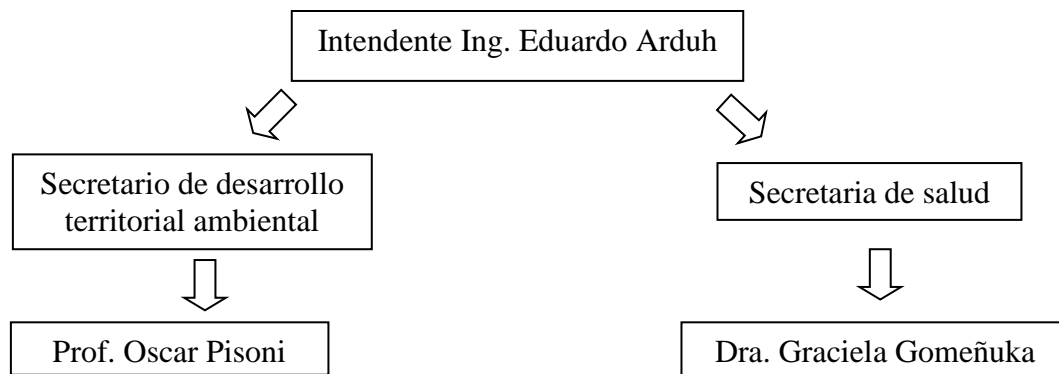 Intendente Ing. Eduardo Arduh
Secretario de desarrollo
territorial ambiental
Secretaria de salud
Prof. Oscar Pisoni
Dra. Graciela Gomeñuka